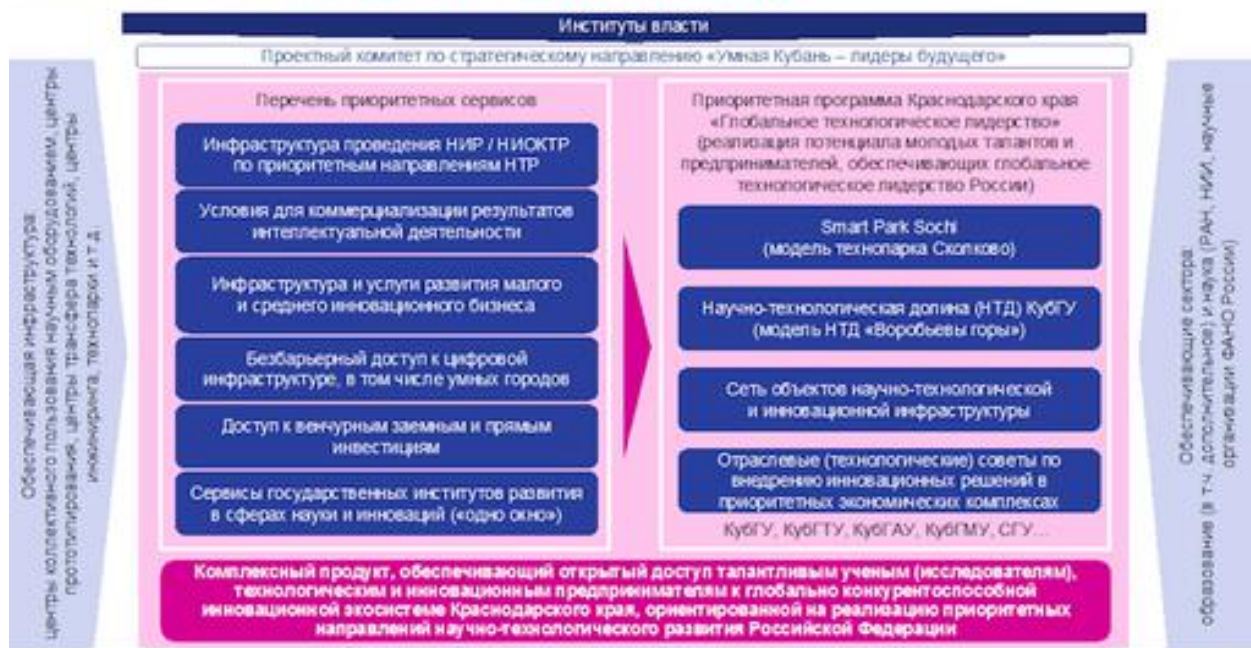 Институты власти
Проектный комитет по стратегическому направлению «Умная Кубань – лидеры будущего»
Обеспечивающая инфраструктура:
центры коллективного пользования научным оборудованием, центры
прототипирования, центры трансфера технологий, центры
инжиниринга, технопарки и т.д.
Перечень приоритетных сервисов
Инфраструктура проведения НИР / НИОКТР
по приоритетным направлениям НТР
Условия для коммерциализации результатов
интеллектуальной деятельности
Инфраструктура и услуги развития малого
и среднего инновационного бизнеса
Безбарьерный доступ к цифровой
инфраструктуре, в том числе умных городов
Доступ к венчурным заемным и прямым
инвестициям
Сервисы государственных институтов развития
в сферах науки и инноваций («одно окно»)
Приоритетная программа Краснодарского края
«Глобальное технологическое лидерство»
(реализация потенциала молодых талантов и
предпринимателей, обеспечивающих глобальное
технологическое лидерство России)
Smart Park Sochi
(модель технопарка Сколково)
Научно-технологическая долина (НТД) КубГУ
(модель НТД «Воробьевы горы»)
Сеть объектов научно-технологической
и инновационной инфраструктуры
Отраслевые (технологические) советы по
внедрению инновационных решений в
приоритетных экономических комплексах
КубГУ, КубГТУ, КубГАУ, КубГМУ, СГУ...
Обеспечивающие сектора:
образование (в т.ч. дополнительное) и наука (РАН, НИИ, научные
организации ФАНО России)
Комплексный продукт, обеспечивающий открытый доступ талантливым ученым (исследователям),
технологическим и инновационным предпринимателям к глобально конкурентоспособной
инновационной экосистеме Краснодарского края, ориентированной на реализацию приоритетных
направлений научно-технологического развития Российской Федерации